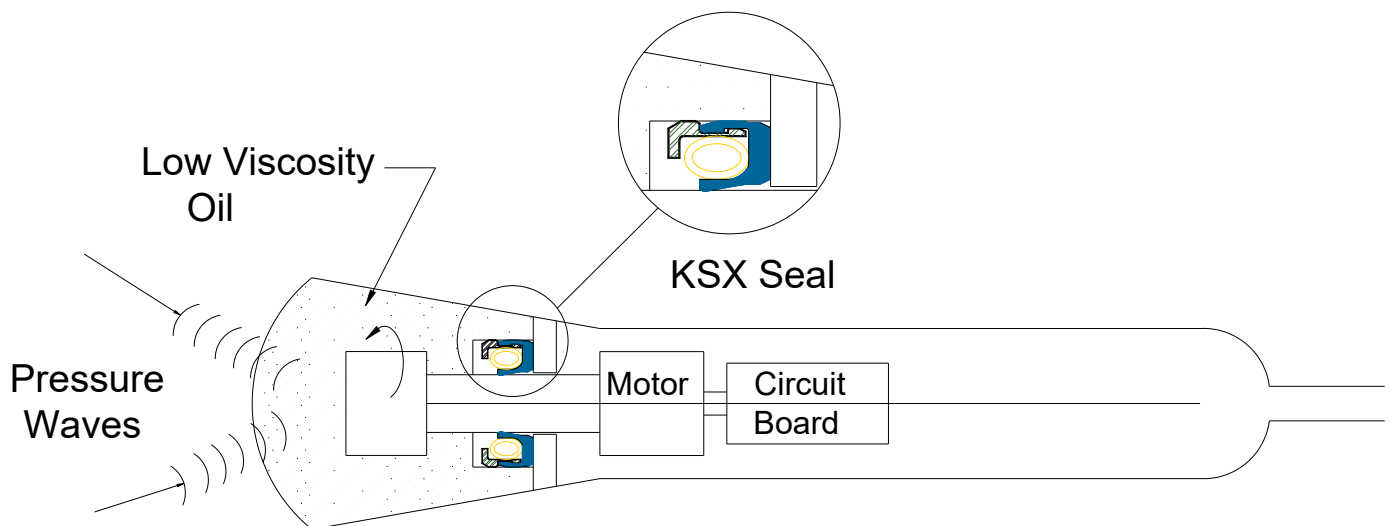 Low Viscosity
Oil
KSX Seal
Pressure
Waves
Motor
Circuit
Board